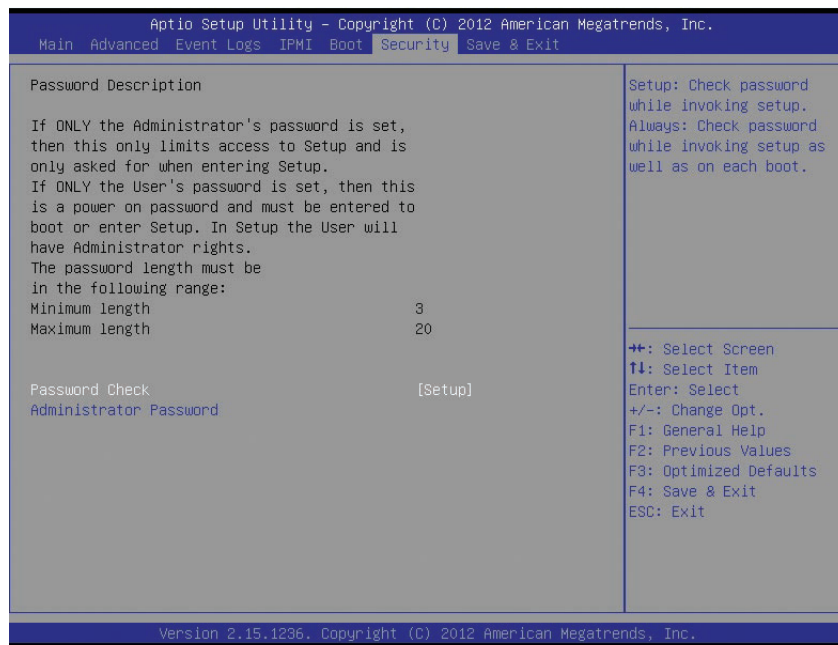 Aptio Setup Utility – Copyright (C) 2012 American Megatrends, Inc.
Main Advanced Event Logs IPMI Boot Security Save & Exit
Password Description
If ONLY the Administrator's password is set,
then this only limits access to Setup and is
only asked for when entering Setup.
If ONLY the User's password is set, then this
is a power on password and must be entered to
boot or enter Setup. In Setup the User will
have Administrator rights.
The password length must be
in the following range:
Minimum length 3
Maximum length 20
Password Check [Setup]
Administrator Password
Setup: Check password
while invoking setup.
Always: Check password
while invoking setup as
well as on each boot.
→←: Select Screen
↑↓: Select Item
Enter: Select
+/-: Change Opt.
F1: General Help
F2: Previous Values
F3: Optimized Defaults
F4: Save & Exit
ESC: Exit
Version 2.15.1236. Copyright (C) 2012 American Megatrends, Inc.